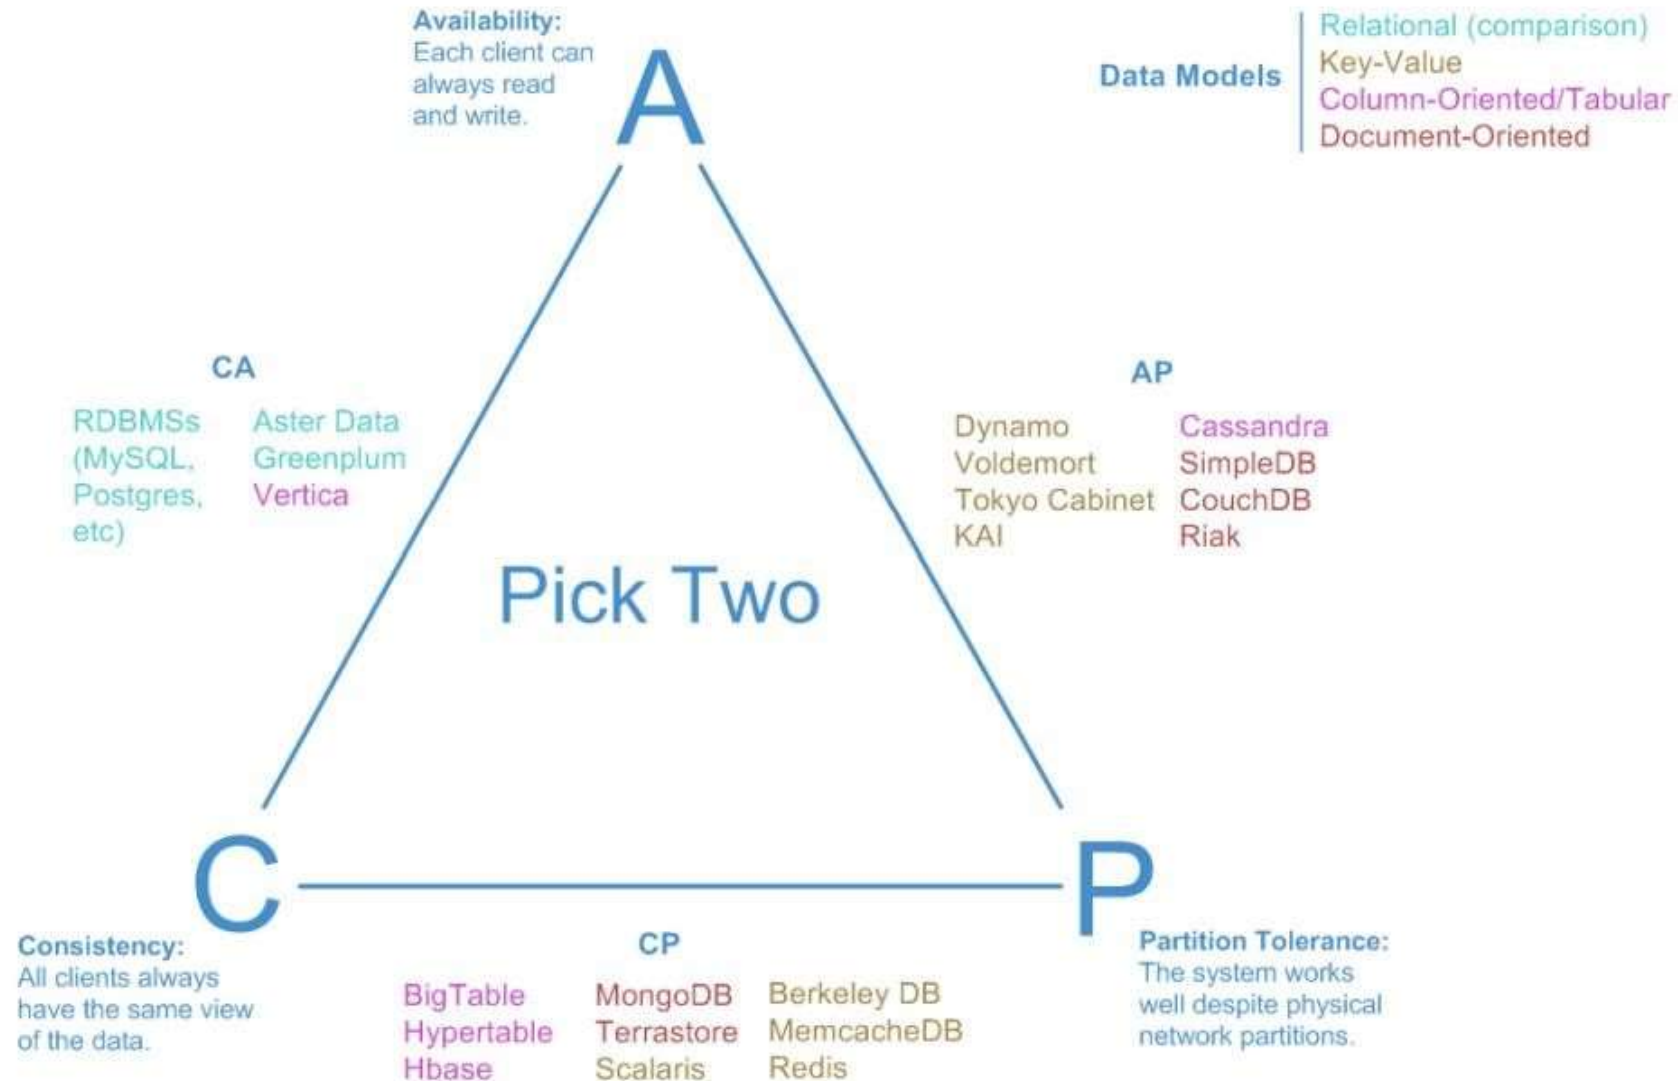 Availability:
Each client can
always read
and write.
A
Data Models
Relational (comparison)
Key-Value
Column-Oriented/Tabular
Document-Oriented
CA
RDBMSs
(MySQL,
Postgres,
etc)
Aster Data
Greenplum
Vertica
AP
Dynamo
Voldemort
Tokyo Cabinet
KAI
Cassandra
SimpleDB
CouchDB
Riak
Pick Two
C
Consistency:
All clients always
have the same view
of the data.
CP
BigTable
Hypertable
Hbase
MongoDB
Terrastore
Scalaris
Berkeley DB
MemcacheDB
Redis
P
Partition Tolerance:
The system works
well despite physical
network partitions.